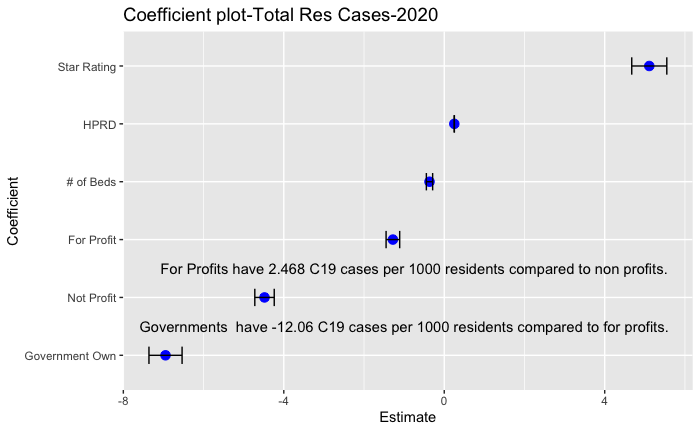 Coefficient plot-Total Res Cases-2020
Star Rating
HPRD
# of Beds
For Profit
For Profits have 2.468 C19 cases per 1000 residents compared to non profits.
Not Profit
Governments  have -12.06 C19 cases per 1000 residents compared to for profits.
Government Own
Coefficient
-8 -4 0 4
Estimate